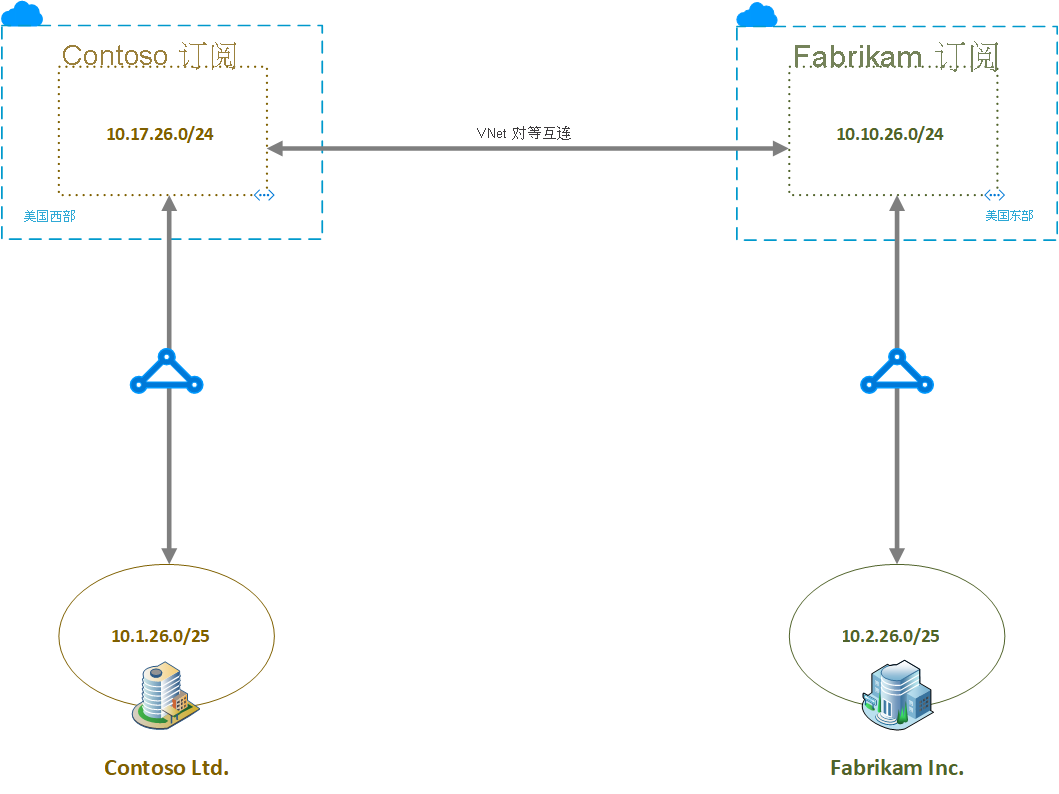 Contoso 订阅
Fabrikam 订阅
10.17.26.0/24
VNet 对等互连
10.10.26.0/24
美国西部
美国东部
10.1.26.0/25
10.2.26.0/25
Contoso Ltd.
Fabrikam Inc.